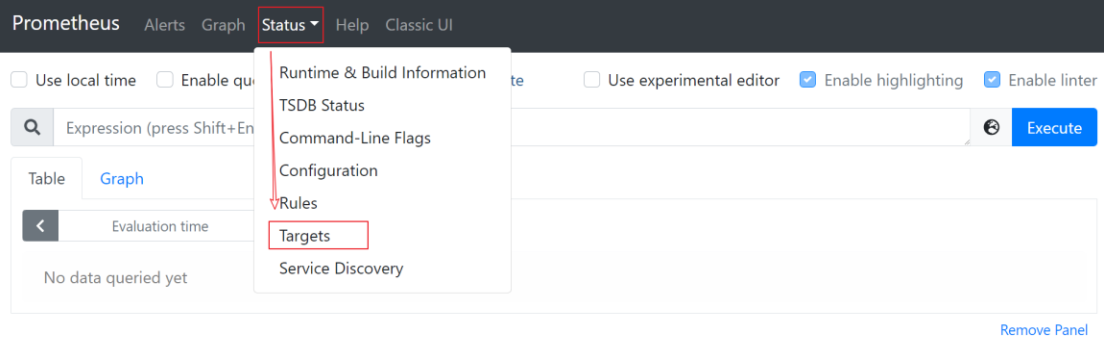 Prometheus Alerts Graph Status Help Classic UI
Use local time Enable qu te Use experimental editor Enable highlighting Enable linter
Expression (press Shift+En Execute
Table Graph
Evaluation time
No data queried yet
Runtime & Build Information
TSDB Status
Command-Line Flags
Configuration
Rules
Targets
Service Discovery
Remove Panel